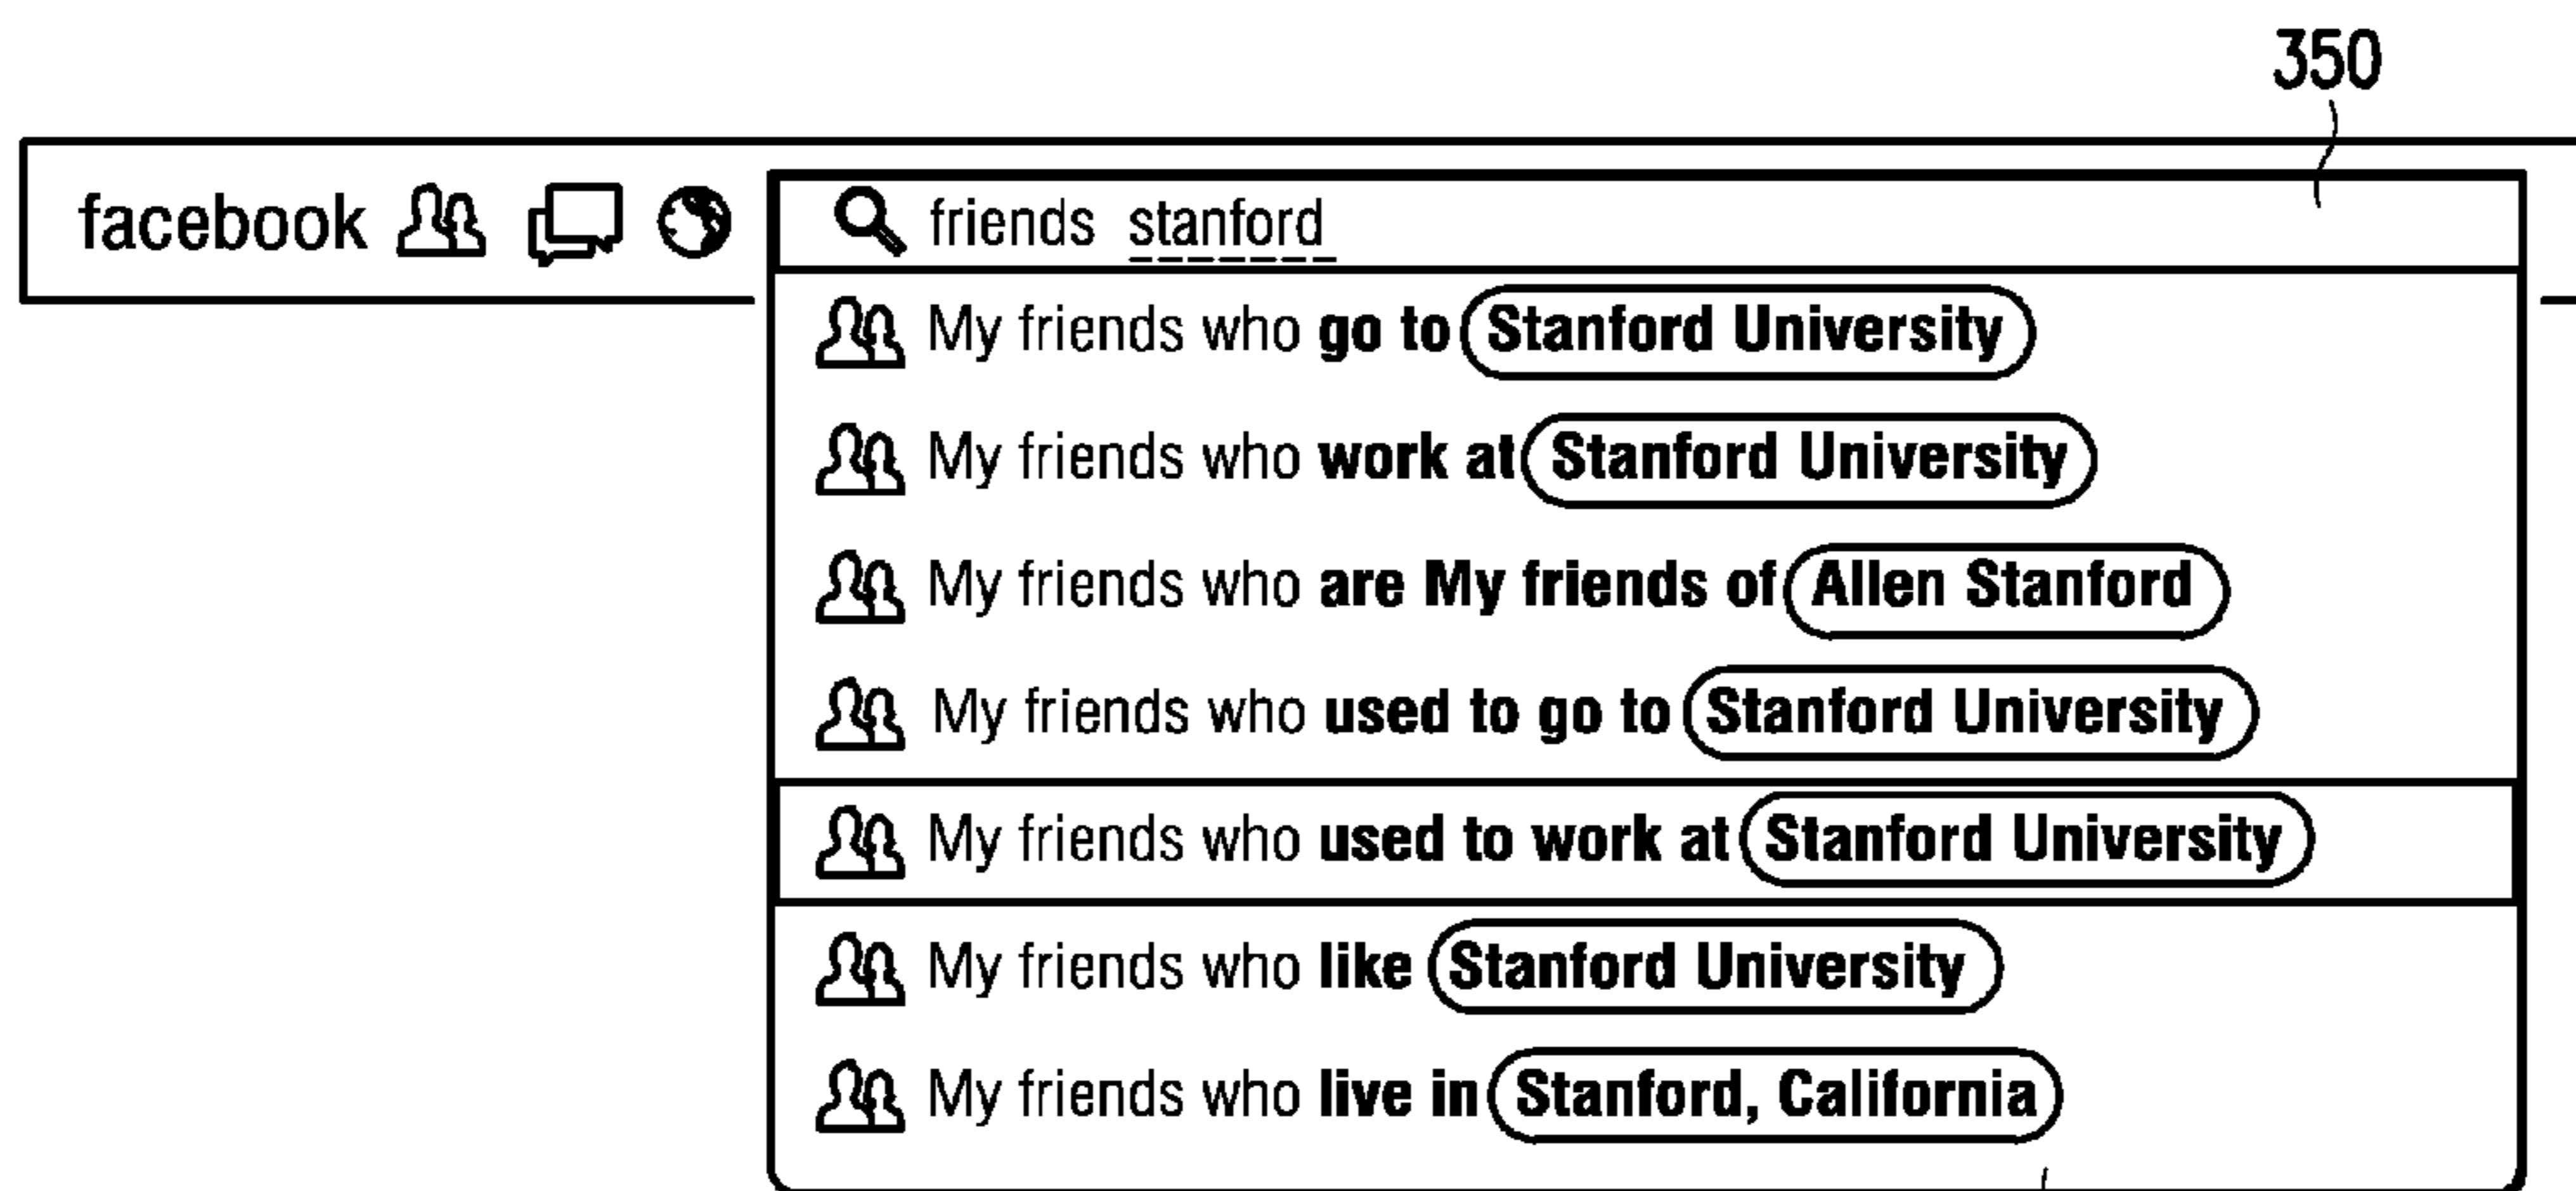 350
facebook friends stanford
My friends who go to Stanford University
My friends who work at Stanford University
My friends who are My friends of Allen Stanford
My friends who used to go to Stanford University
My friends who used to work at Stanford University
My friends who like Stanford University
My friends who live in Stanford, California